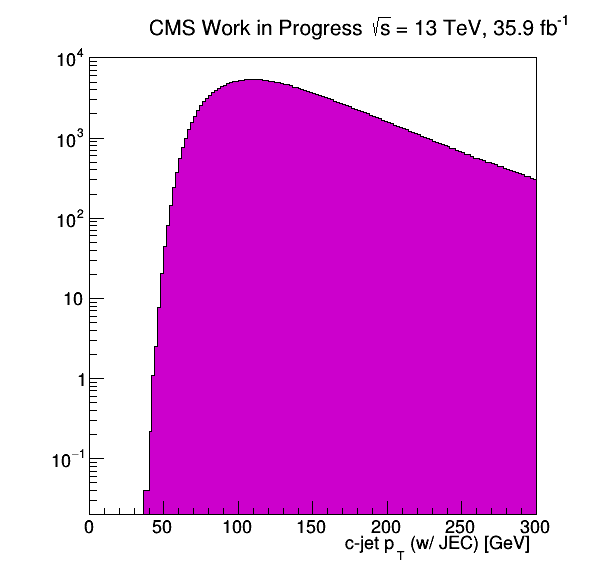 CMS Work in Progress √s = 13 TeV, 35.9 fb⁻¹
10⁴
10³
10²
10
1
10⁻¹
0 50 100 150 200 250 300
c-jet p_T (w/ JEC) [GeV]